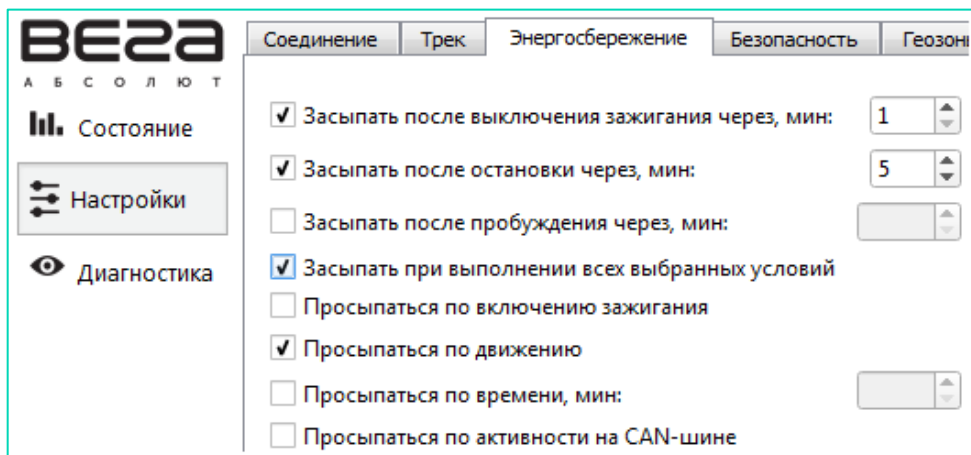 ВЕГА
АБСОЛЮТ
Состояние
Настройки
Диагностика
Соединение Трек Энергосбережение Безопасность Геозоны
Засыпать после выключения зажигания через, мин: 1
Засыпать после остановки через, мин: 5
Засыпать после пробуждения через, мин:
Засыпать при выполнении всех выбранных условий
Просыпаться по включению зажигания
Просыпаться по движению
Просыпаться по времени, мин:
Просыпаться по активности на CAN-шине